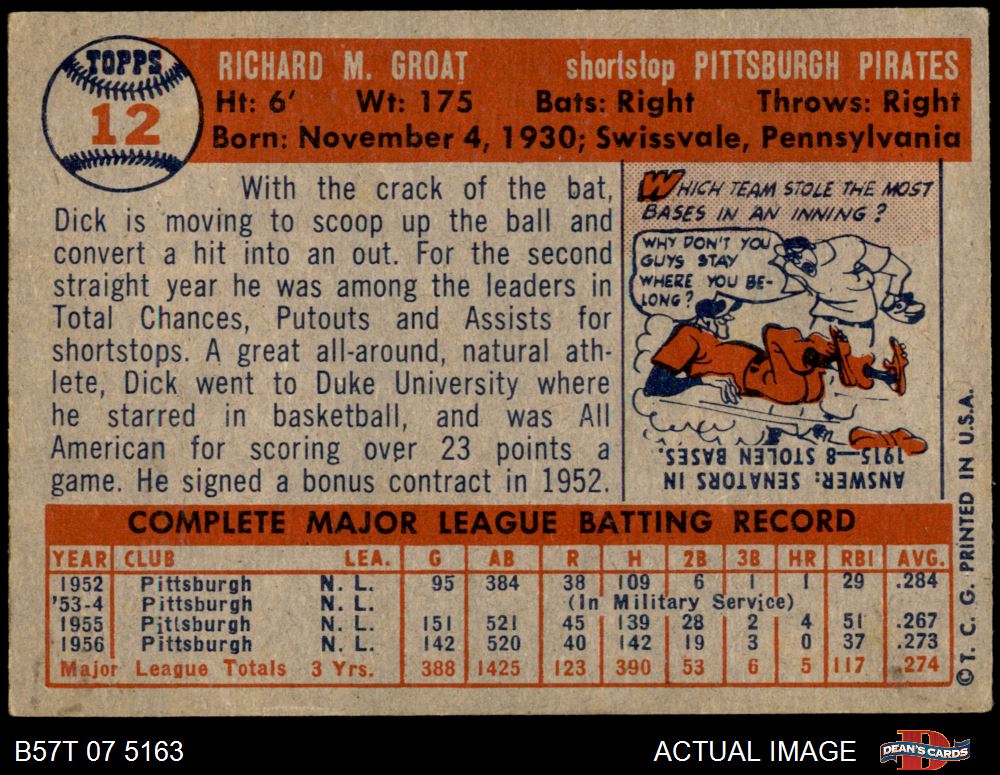 TOPPS
12
RICHARD M. GROAT shortstop PITTSBURGH PIRATES
Ht: 6' Wt: 175 Bats: Right Throws: Right
Born: November 4, 1930; Swissvale, Pennsylvania
With the crack of the bat,
Dick is moving to scoop up the ball and
convert a hit into an out. For the second
straight year he was among the leaders in
Total Chances, Putouts and Assists for
shortstops. A great all-around, natural ath-
lete, Dick went to Duke University where
he starred in basketball, and was All
American for scoring over 23 points a
game. He signed a bonus contract in 1952.
WHICH TEAM STOLE THE MOST
BASES IN AN INNING?
WHY DON'T YOU
GUYS STAY
WHERE YOU BE-
LONG?
ANSWER: SENATORS IN
1915—8 STOLEN BASES.
COMPLETE MAJOR LEAGUE BATTING RECORD
YEAR CLUB LEA. G AB R H 2B 3B HR RBI AVG.
1952 Pittsburgh N. L. 95 384 38 109 6 1 1 29 .284
'53-4 Pittsburgh N. L. (In Military Service)
1955 Pittsburgh N. L. 151 521 45 139 28 2 4 51 .267
1956 Pittsburgh N. L. 142 520 40 142 19 3 0 37 .273
Major League Totals 3 Yrs. 388 1425 123 390 53 6 5 117 .274
©T. C. G. PRINTED IN U.S.A.
B57T 07 5163 ACTUAL IMAGE
D
DEAN'S CARDS